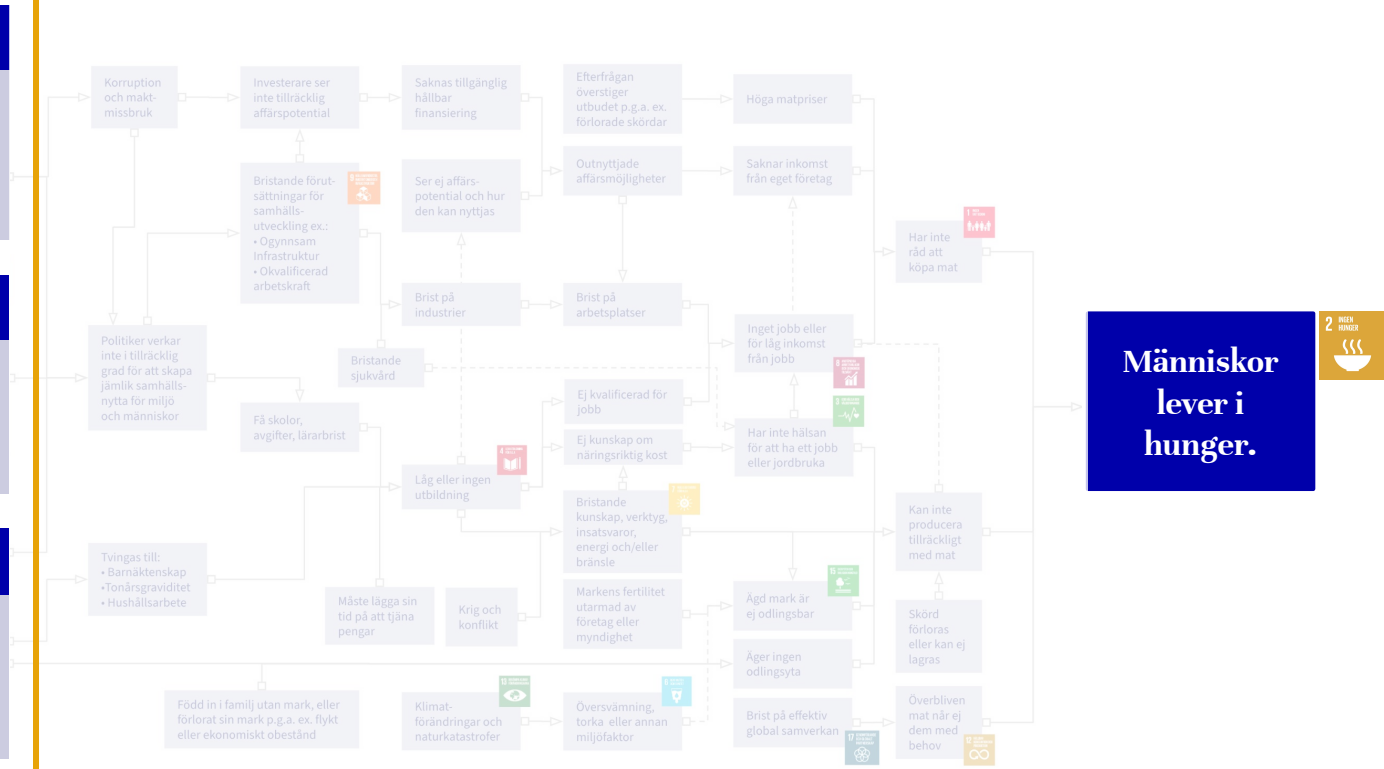 Korruption
och makt-
missbruk
Investerare ser
inte tillräcklig
affärspotential
Saknas tillgänglig
hållbar
finansiering
Efterfrågan
överstiger
utbudet p.g.a. ex.
förlorade skördar
Höga matpriser
Bristande förut-
sättningar för
samhälls-
utveckling ex.:
• Ogynnsam
Infrastruktur
• Okvalificerad
arbetskraft
Ser ej affärs-
potential och hur
den kan nyttjas
Outnyttjade
affärsmöjligheter
Saknar inkomst
från eget företag
Har inte
råd att
köpa mat
Brist på
industrier
Brist på
arbetsplatser
Inget jobb eller
för låg inkomst
från jobb
Politiker verkar
inte i tillräcklig
grad för att skapa
jämlik samhälls-
nytta för miljö
och människor
Bristande
sjukvård
Människor
lever i
hunger.
2 INGEN
HUNGER
Få skolor,
avgifter, lärarbrist
Ej kvalificerad för
jobb
Ej kunskap om
näringsriktig kost
Har inte hälsan
för att ha ett jobb
eller jordbruka
Låg eller ingen
utbildning
Bristande
kunskap, verktyg,
insatsvaror,
energi och/eller
bränsle
Kan inte
producera
tillräckligt
med mat
Tvingas till:
• Barnäktenskap
•Tonårsgraviditet
• Hushållsarbete
Måste lägga sin
tid på att tjäna
pengar
Krig och
konflikt
Markens fertilitet
utarmad av
företag eller
myndighet
Ägd mark är
ej odlingsbar
Skörd
förloras
eller kan ej
lagras
Äger ingen
odlingsyta
Född in i familj utan mark, eller
förlorat sin mark p.g.a. ex. flykt
eller ekonomiskt obestånd
Klimat-
förändringar och
naturkatastrofer
Översvämning,
torka eller annan
miljöfaktor
Brist på effektiv
global samverkan
17
Överbliven
mat når ej
dem med
behov